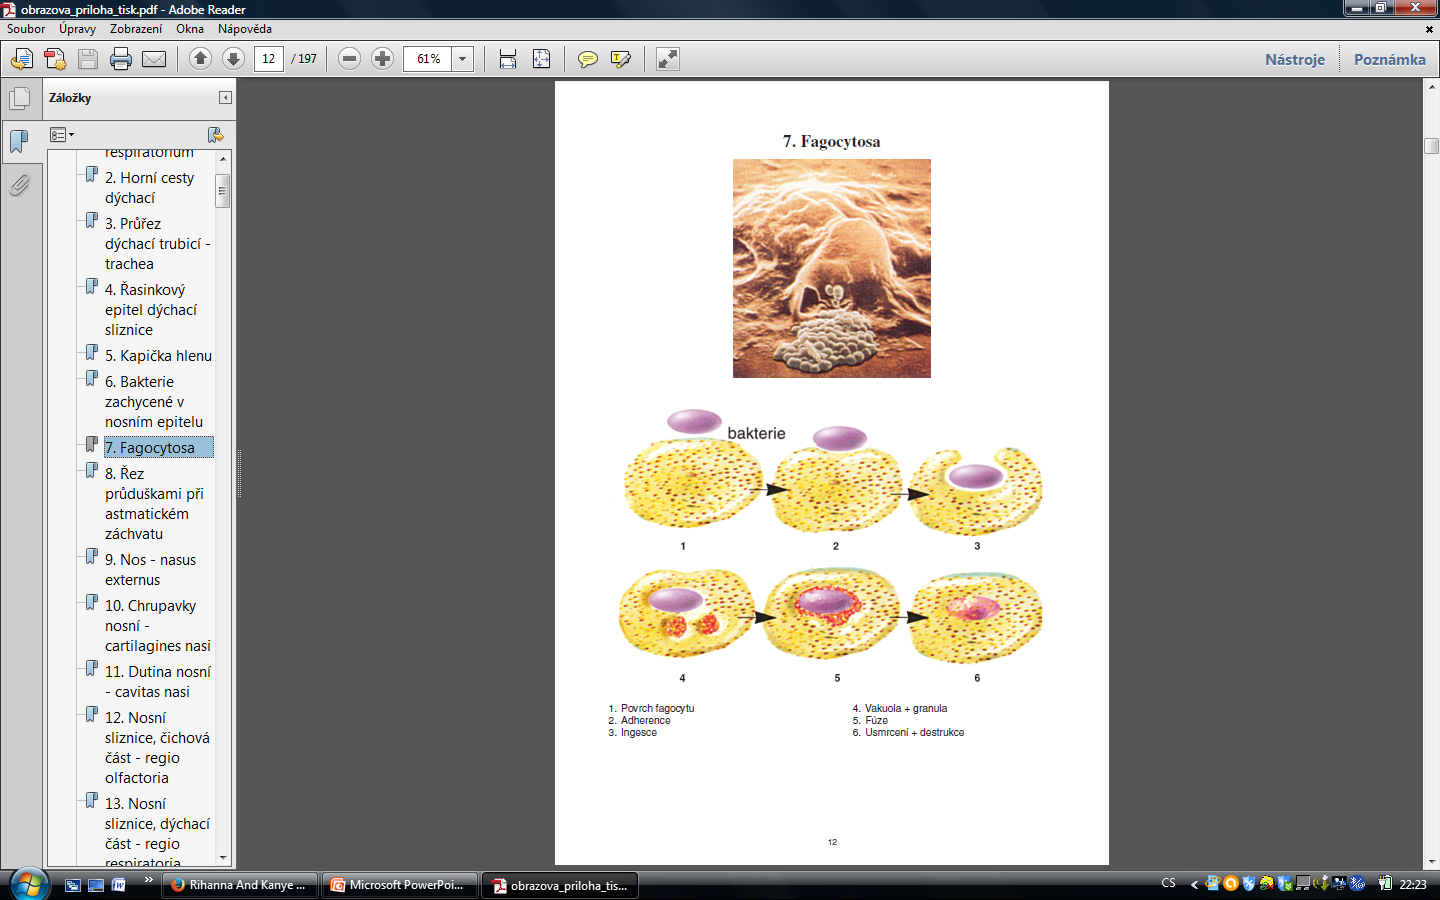 obrazova_priloha_tisk.pdf - Adobe Reader
Soubor Úpravy Zobrazení Okna Nápověda
12 / 197 61% Nástroje Poznámka
Záložky
respiratorium
2. Horní cesty
dýchací
3. Průřez
dýchací trubicí -
trachea
4. Řasinkový
epitel dýchací
sliznice
5. Kapička hlenu
6. Bakterie
zachycené v
nosním epitelu
7. Fagocytosa
8. Řez
průduškami při
astmatickém
záchvatu
9. Nos - nasus
externus
10. Chrupavky
nosní -
cartilagines nasi
11. Dutina nosní
- cavitas nasi
12. Nosní
sliznice, čichová
část - regio
olfactoria
13. Nosní
sliznice, dýchací
část - regio
respiratoria
7. Fagocytosa
bakterie
1 2 3
4 5 6
1. Povrch fagocytu
2. Adherence
3. Ingesce
4. Vakuola + granula
5. Fúze
6. Usmrcení + destrukce
12
Rihanna And Kanye ... Microsoft PowerPoi... obrazova_priloha_tis... CS 22:23